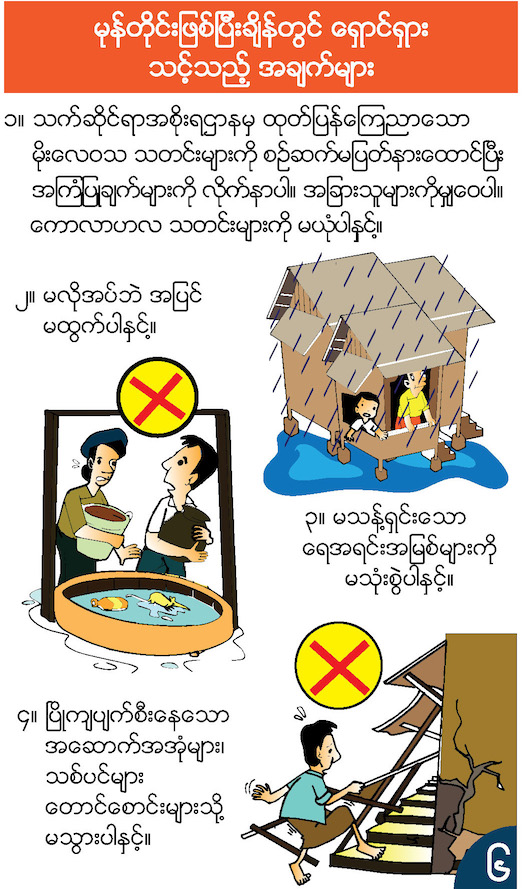 မုန်တိုင်းဖြစ်ပြီးချိန်တွင် ရှောင်ရှား
သင့်သည့် အချက်များ
၁။ သက်ဆိုင်ရာအစိုးရဌာနမှ ထုတ်ပြန်ကြေညာသော
မိုးလေဝသ သတင်းများကို စဉ်ဆက်မပြတ်နားထောင်ပြီး
အကြံပြုချက်များကို လိုက်နာပါ။ အခြားသူများကိုမျှဝေပါ။
ကောလာဟလ သတင်းများကို မယုံပါနှင့်။
၂။ မလိုအပ်ဘဲ အပြင်
မထွက်ပါနှင့်။
၃။ မသန့်ရှင်းသော
ရေအရင်းအမြစ်များကို
မသုံးစွဲပါနှင့်။
၄။ ပြိုကျပျက်စီးနေသော
အဆောက်အအုံများ၊
သစ်ပင်များ
တောင်စောင်းများသို့
မသွားပါနှင့်။
၆